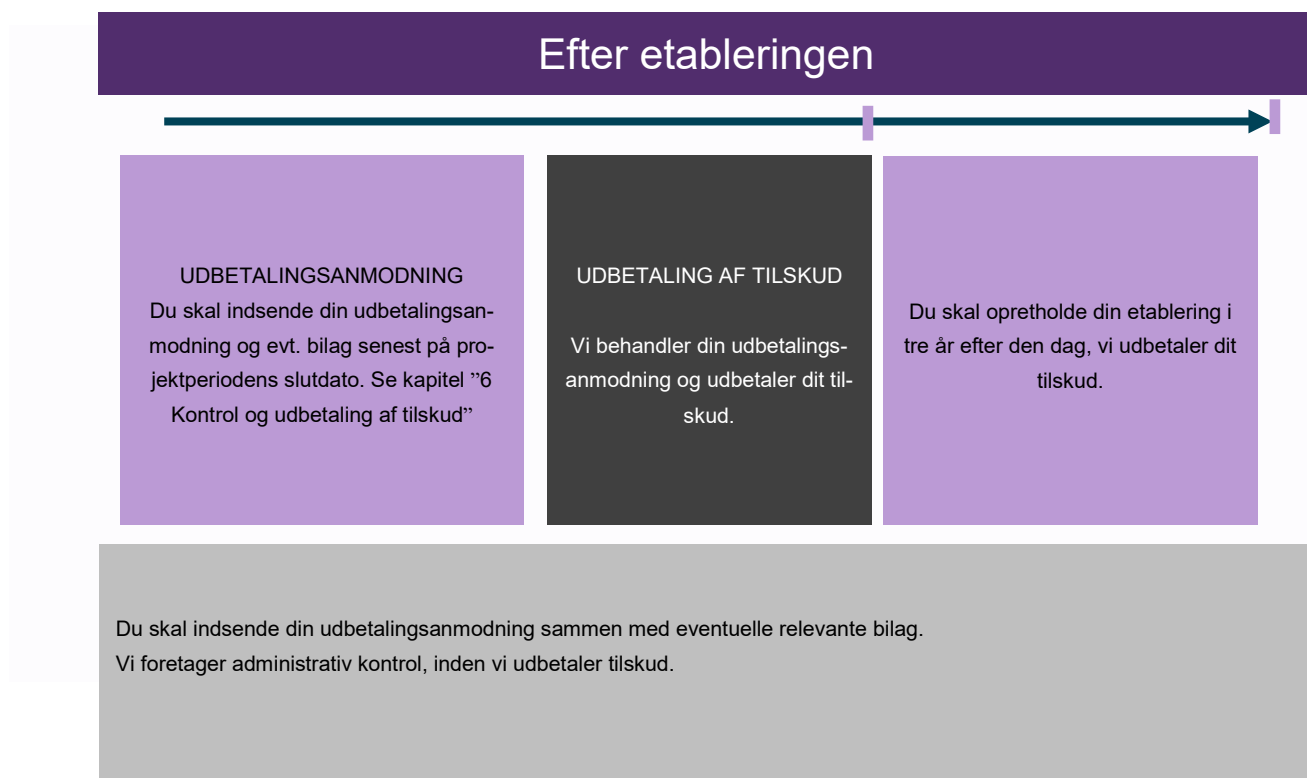 Efter etableringen
UDBETALINGSANMODNING
Du skal indsende din udbetalingsan-
modning og evt. bilag senest på pro-
jektperiodens slutdato. Se kapitel ”6
Kontrol og udbetaling af tilskud”
UDBETALING AF TILSKUD
Vi behandler din udbetalings-
anmodning og udbetaler dit til-
skud.
Du skal opretholde din etablering i
tre år efter den dag, vi udbetaler dit
tilskud.
Du skal indsende din udbetalingsanmodning sammen med eventuelle relevante bilag.
Vi foretager administrativ kontrol, inden vi udbetaler tilskud.